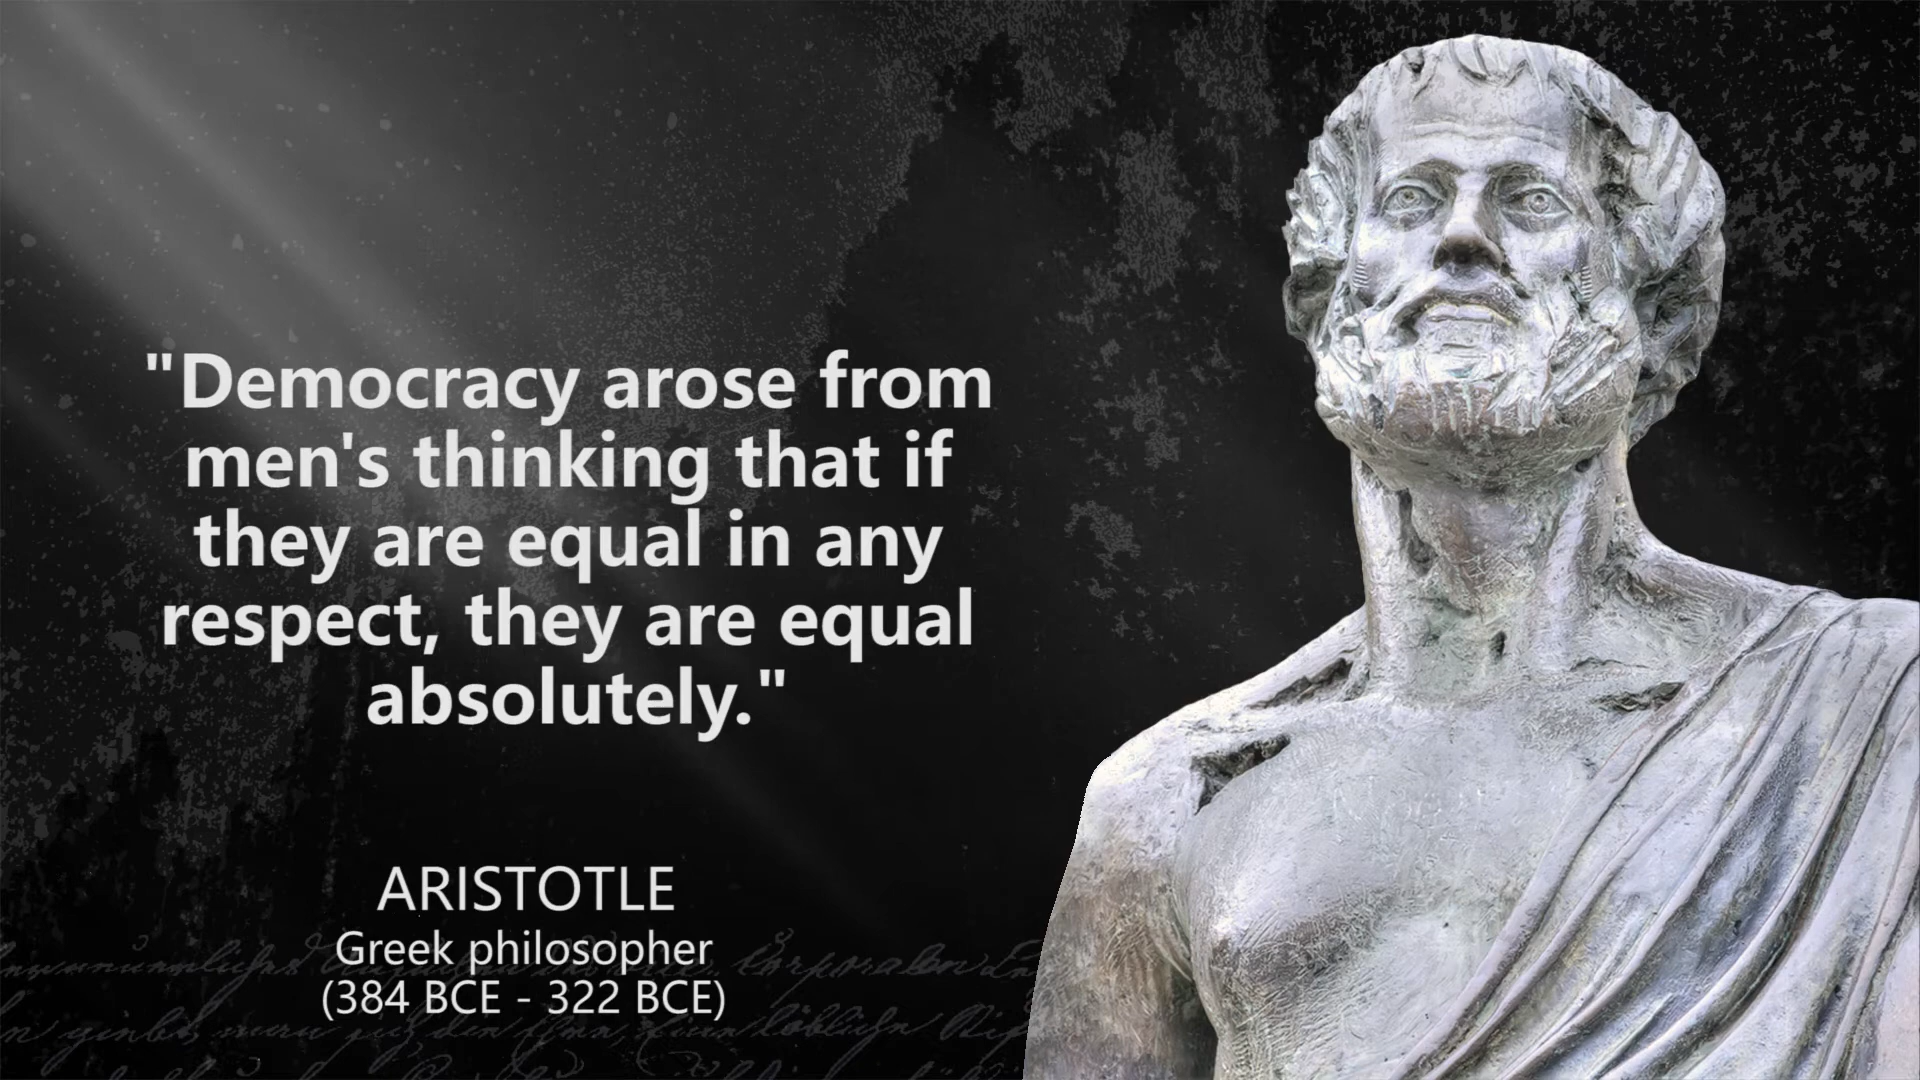 "Democracy arose from
men's thinking that if
they are equal in any
respect, they are equal
absolutely."
ARISTOTLE
Greek philosopher
(384 BCE - 322 BCE)